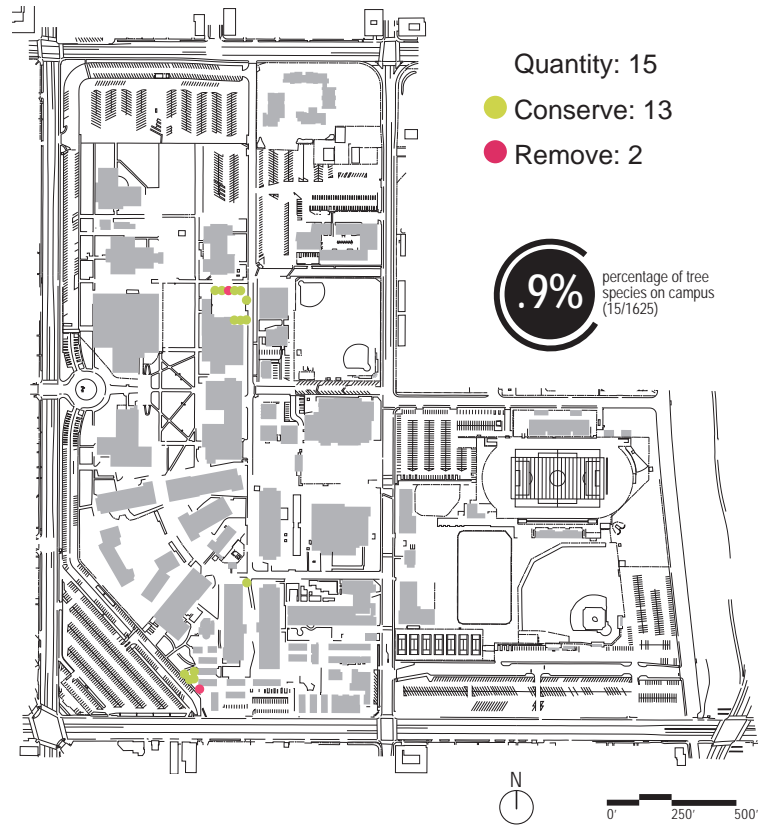 Quantity: 15
Conserve: 13
Remove: 2
.9%
percentage of tree
species on campus
(15/1625)
N
0' 250' 500'